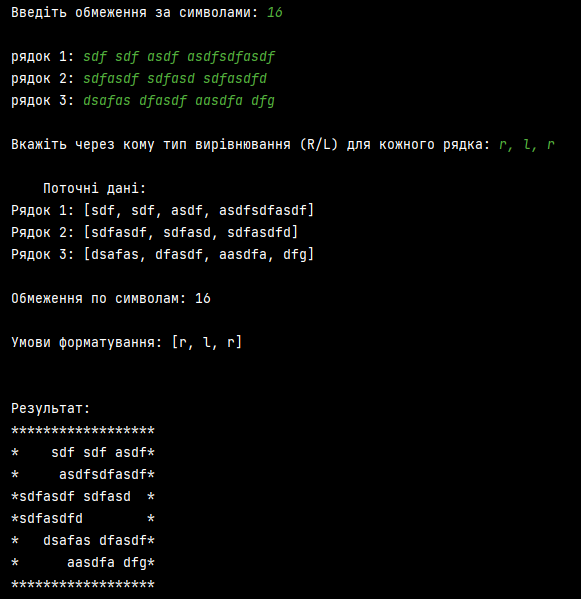 Введіть обмеження за символами: 16
рядок 1: sdf sdf asdf asdfsdfasdf
рядок 2: sdfasdf sdfasd sdfasdfd
рядок 3: dsafas dfasdf aasdfa dfg
Вкажіть через кому тип вирівнювання (R/L) для кожного рядка: r, l, r
    Поточні дані:
Рядок 1: [sdf, sdf, asdf, asdfsdfasdf]
Рядок 2: [sdfasdf, sdfasd, sdfasdfd]
Рядок 3: [dsafas, dfasdf, aasdfa, dfg]
Обмеження по символам: 16
Умови форматування: [r, l, r]
Результат:
******************
*    sdf sdf asdf*
*     asdfsdfasdf*
*sdfasdf sdfasd  *
*sdfasdfd        *
*   dsafas dfasdf*
*      aasdfa dfg*
******************